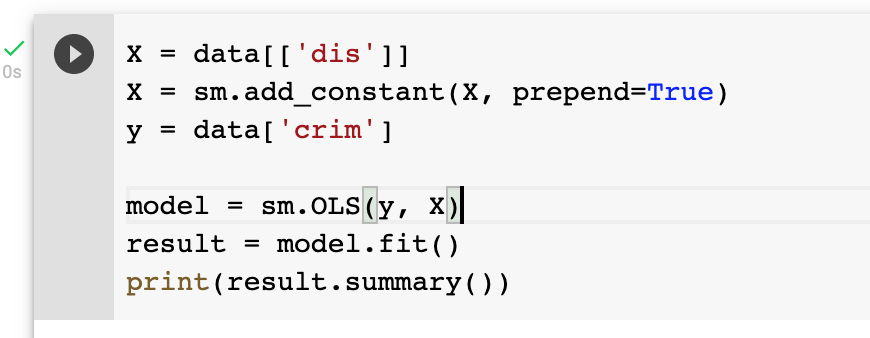 0s
X = data[['dis']]
X = sm.add_constant(X, prepend=True)
y = data['crim']
model = sm.OLS(y, X)
result = model.fit()
print(result.summary())